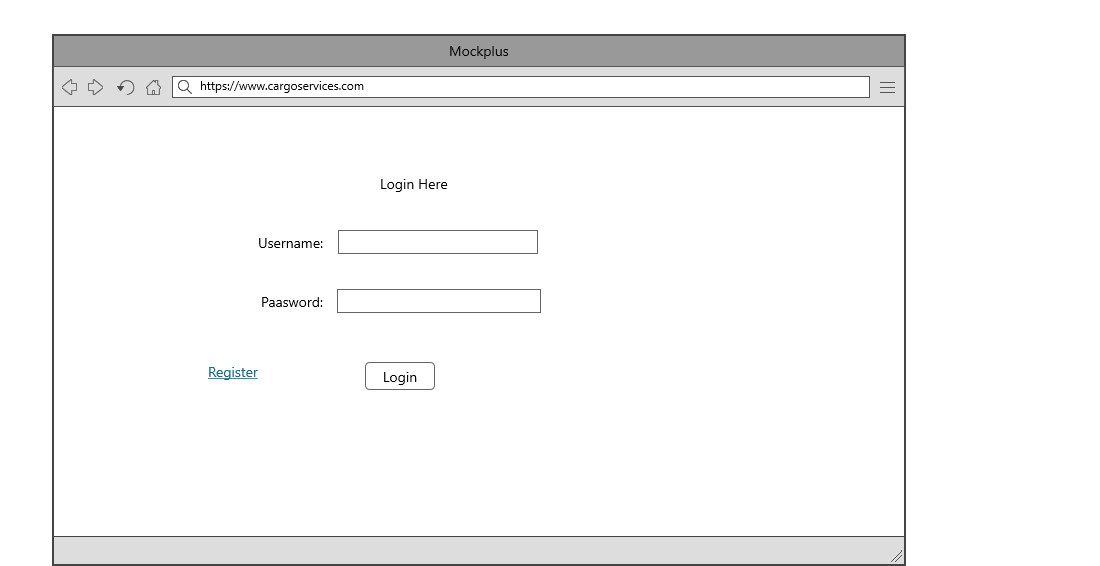 Mockplus
https://www.cargoservices.com
Login Here
Username:
Paasword:
Register
Login